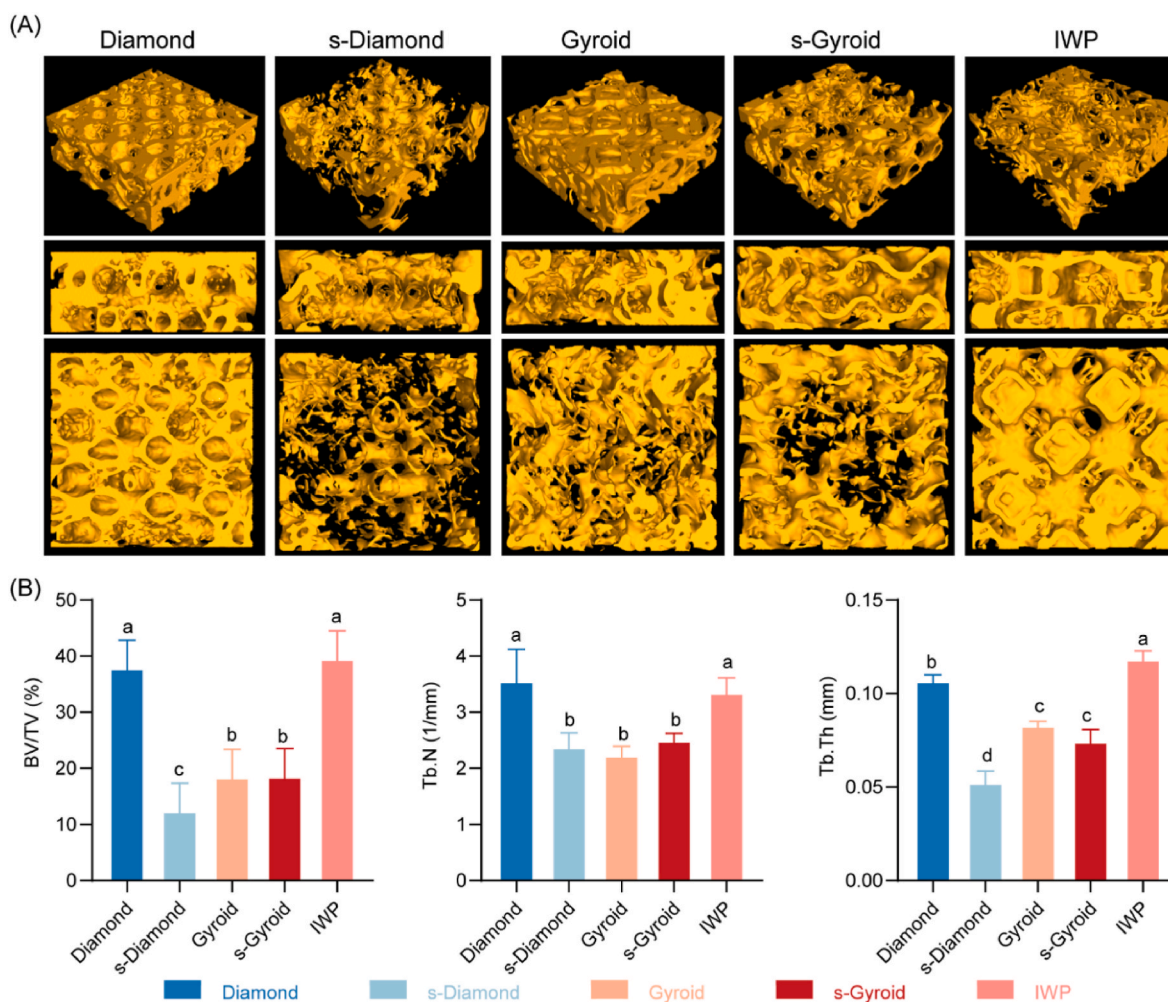 (A)
Diamond s-Diamond Gyroid s-Gyroid IWP
(B)
BV/TV (%)
50
40
30
20
10
0
a
c
b
b
a
Diamond
s-Diamond
Gyroid
s-Gyroid
IWP
Tb.N (1/mm)
5
4
3
2
1
0
a
b
b
b
a
Diamond
s-Diamond
Gyroid
s-Gyroid
IWP
Tb.Th (mm)
0.15
0.10
0.05
0.00
b
d
c
c
a
Diamond
s-Diamond
Gyroid
s-Gyroid
IWP
Diamond s-Diamond Gyroid s-Gyroid IWP